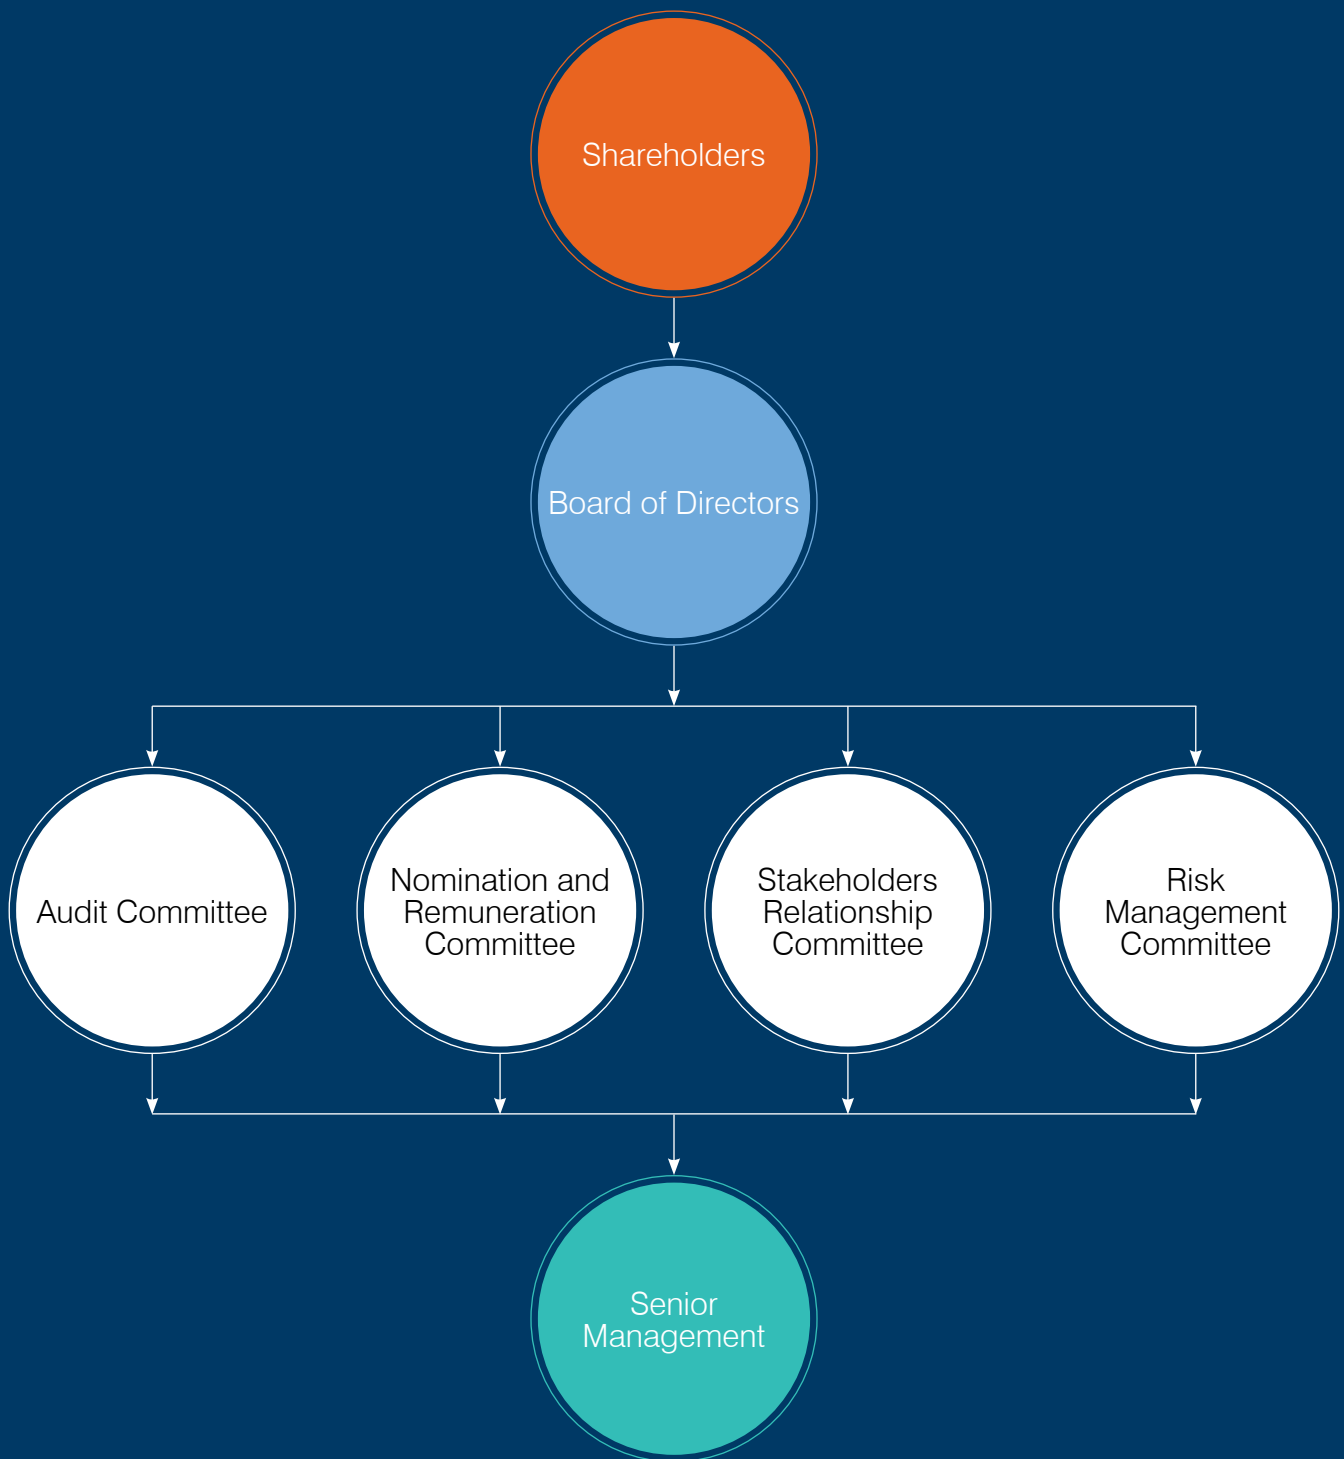 Shareholders
Board of Directors
Audit Committee
Nomination and
Remuneration
Committee
Stakeholders
Relationship
Committee
Risk
Management
Committee
Senior
Management